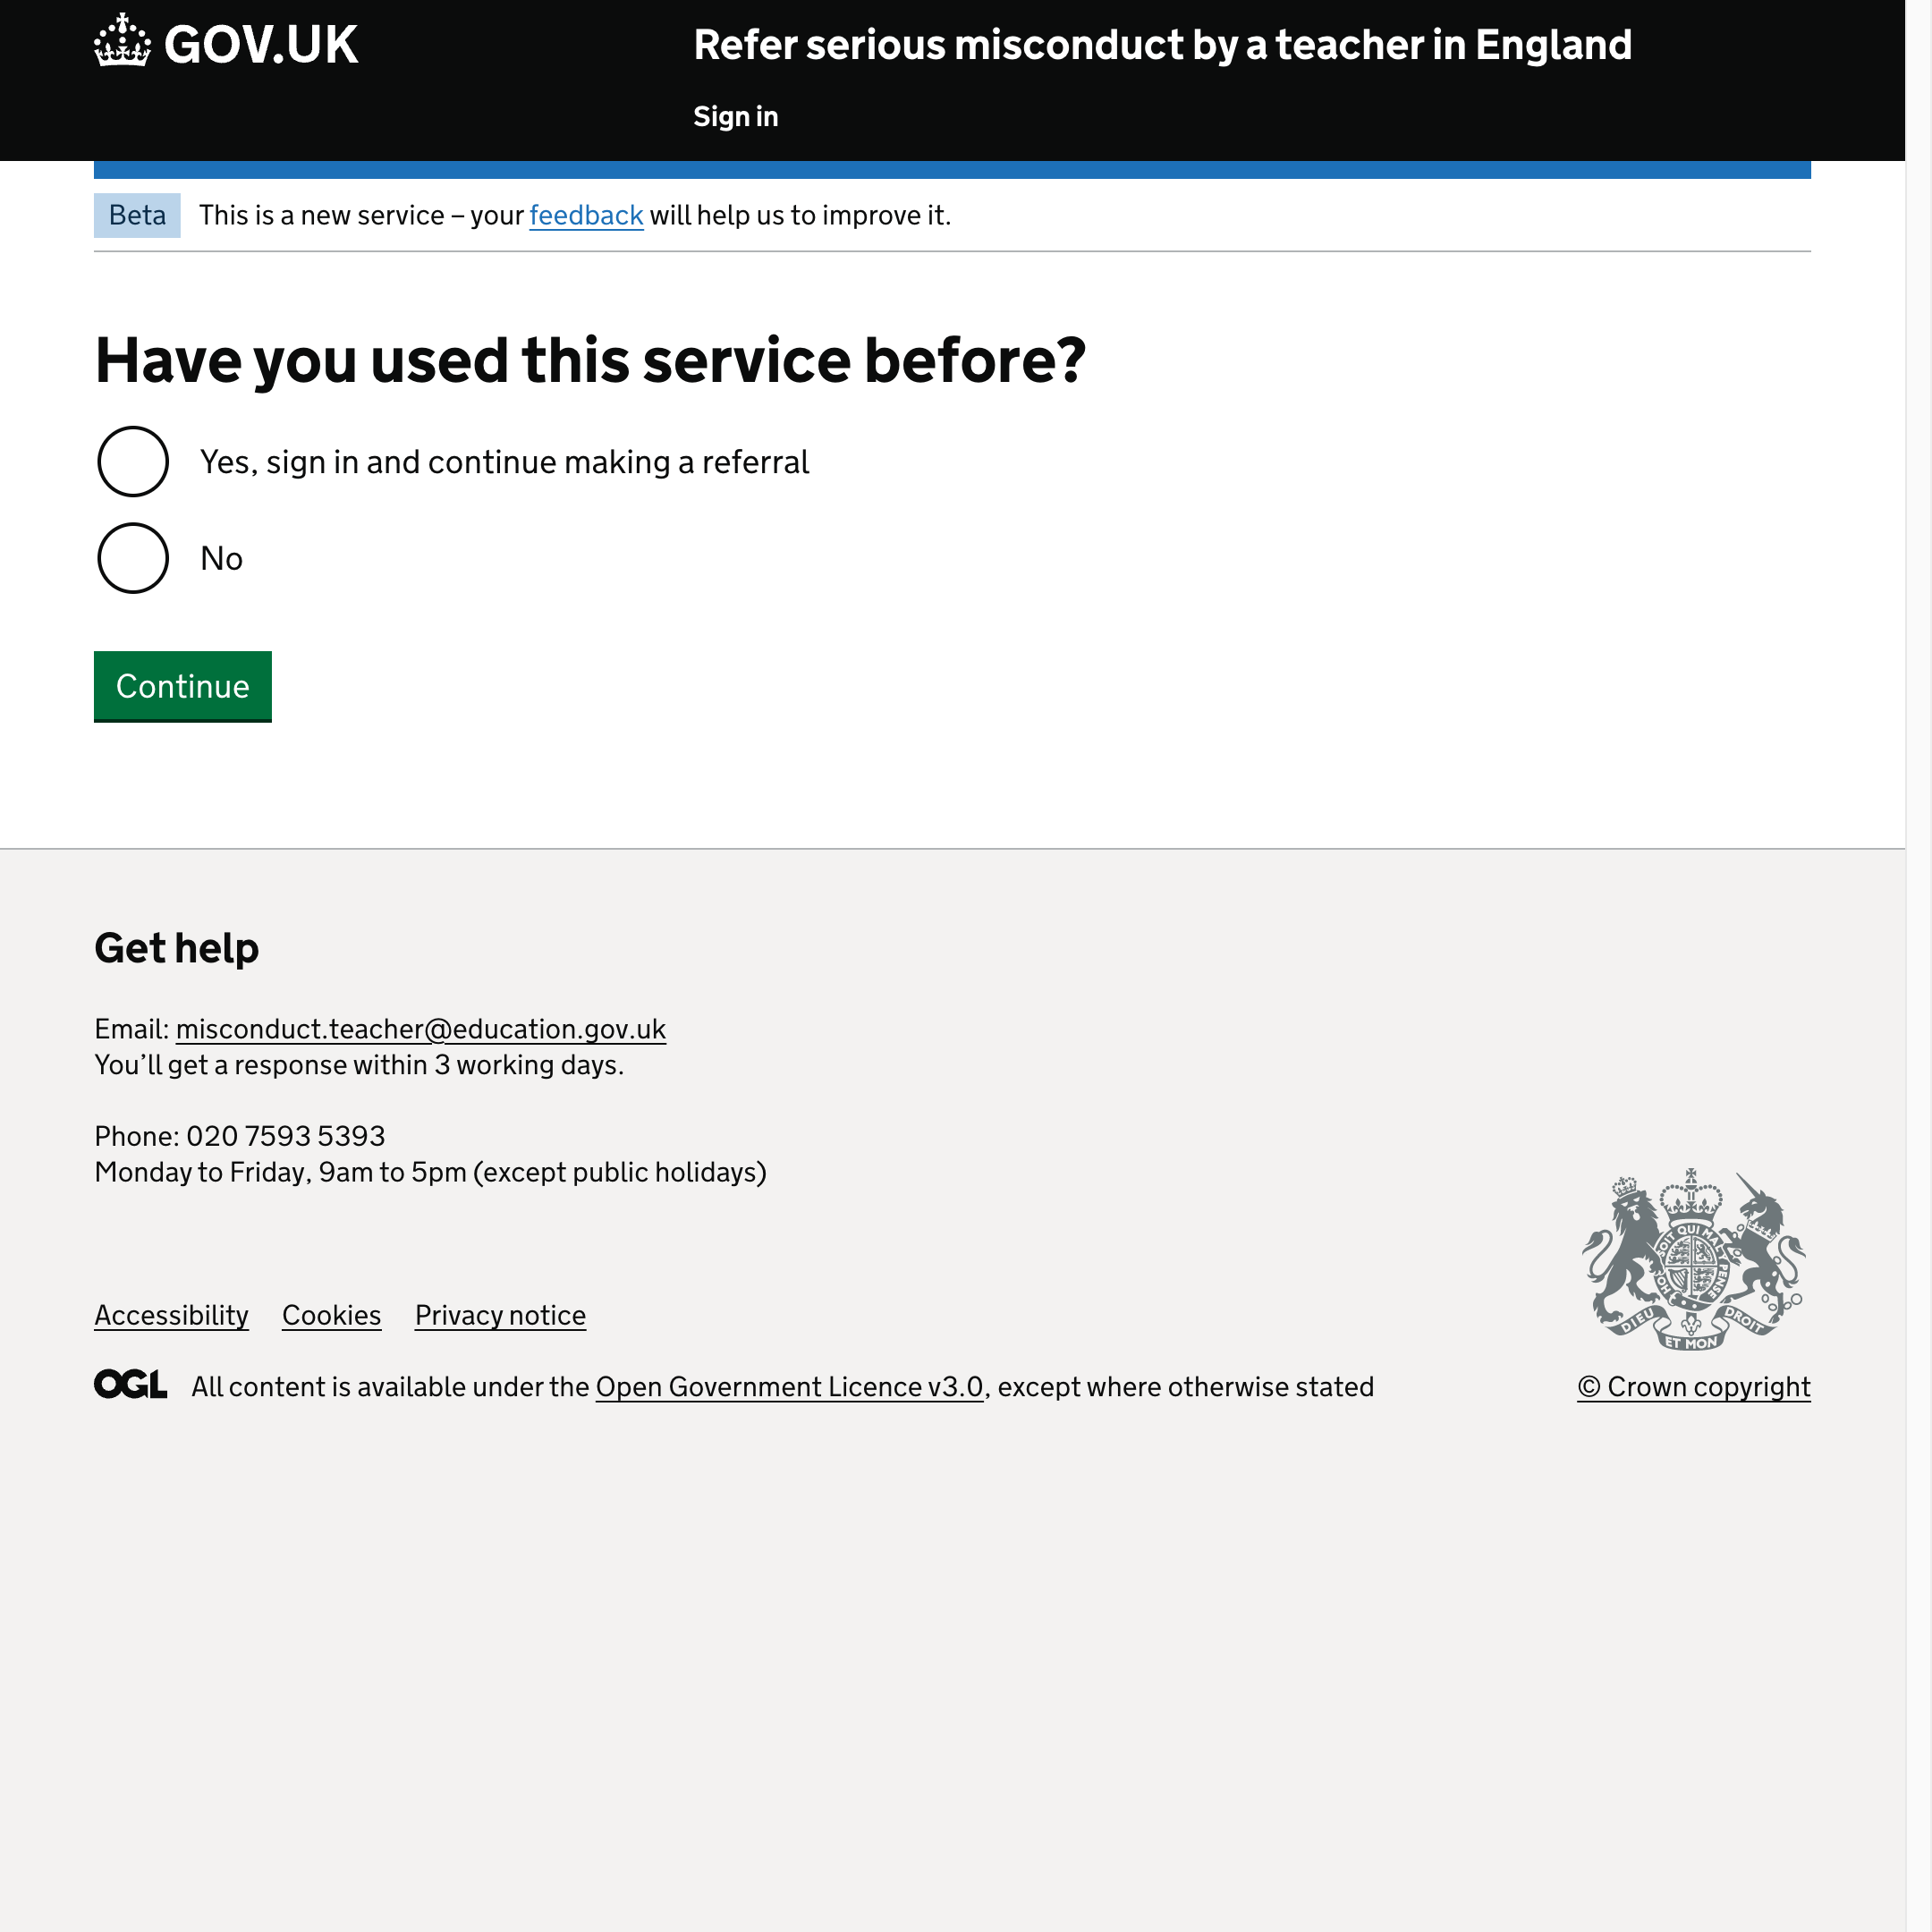 GOV.UK
Refer serious misconduct by a teacher in England
Sign in
Beta
This is a new service – your feedback will help us to improve it.
Have you used this service before?
Yes, sign in and continue making a referral
No
Continue
Get help
Email: misconduct.teacher@education.gov.uk
You’ll get a response within 3 working days.
Phone: 020 7593 5393
Monday to Friday, 9am to 5pm (except public holidays)
Accessibility
Cookies
Privacy notice
OGL
All content is available under the Open Government Licence v3.0, except where otherwise stated
DIEU ET MON DROIT
© Crown copyright